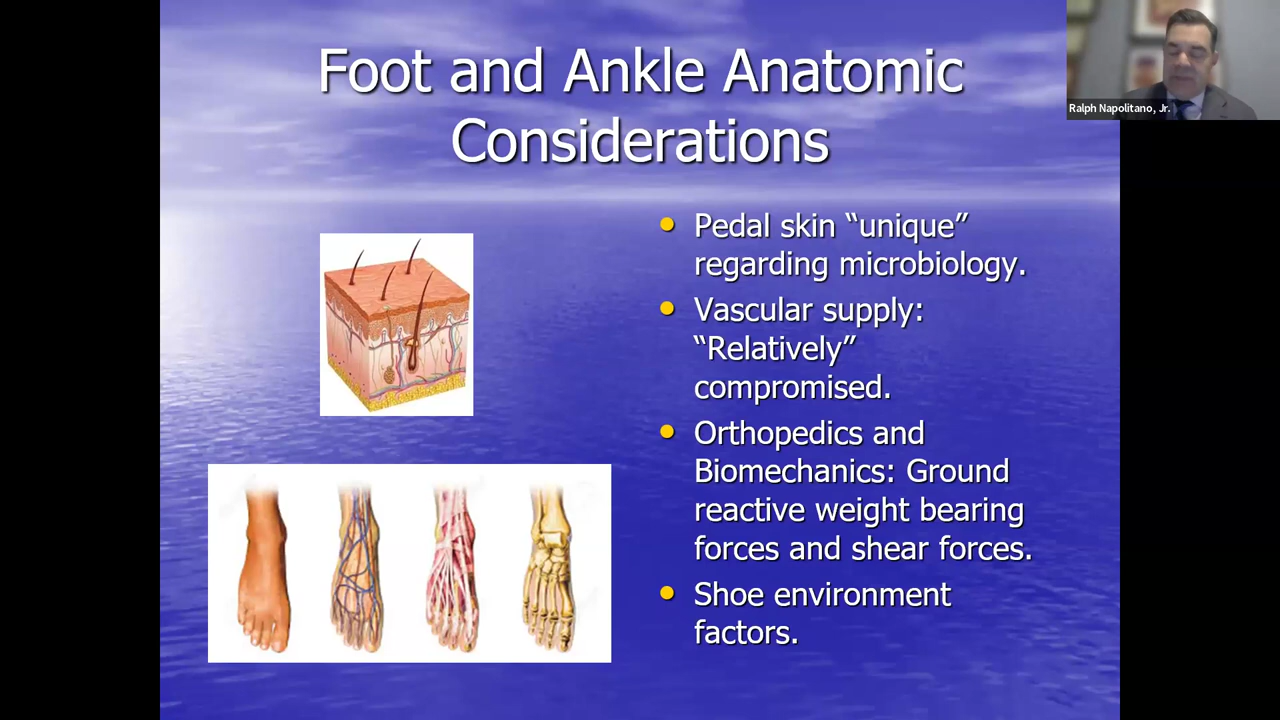 Foot and Ankle Anatomic
Considerations
Ralph Napolitano, Jr.
Pedal skin “unique”
regarding microbiology.
Vascular supply:
“Relatively”
compromised.
Orthopedics and
Biomechanics: Ground
reactive weight bearing
forces and shear forces.
Shoe environment
factors.